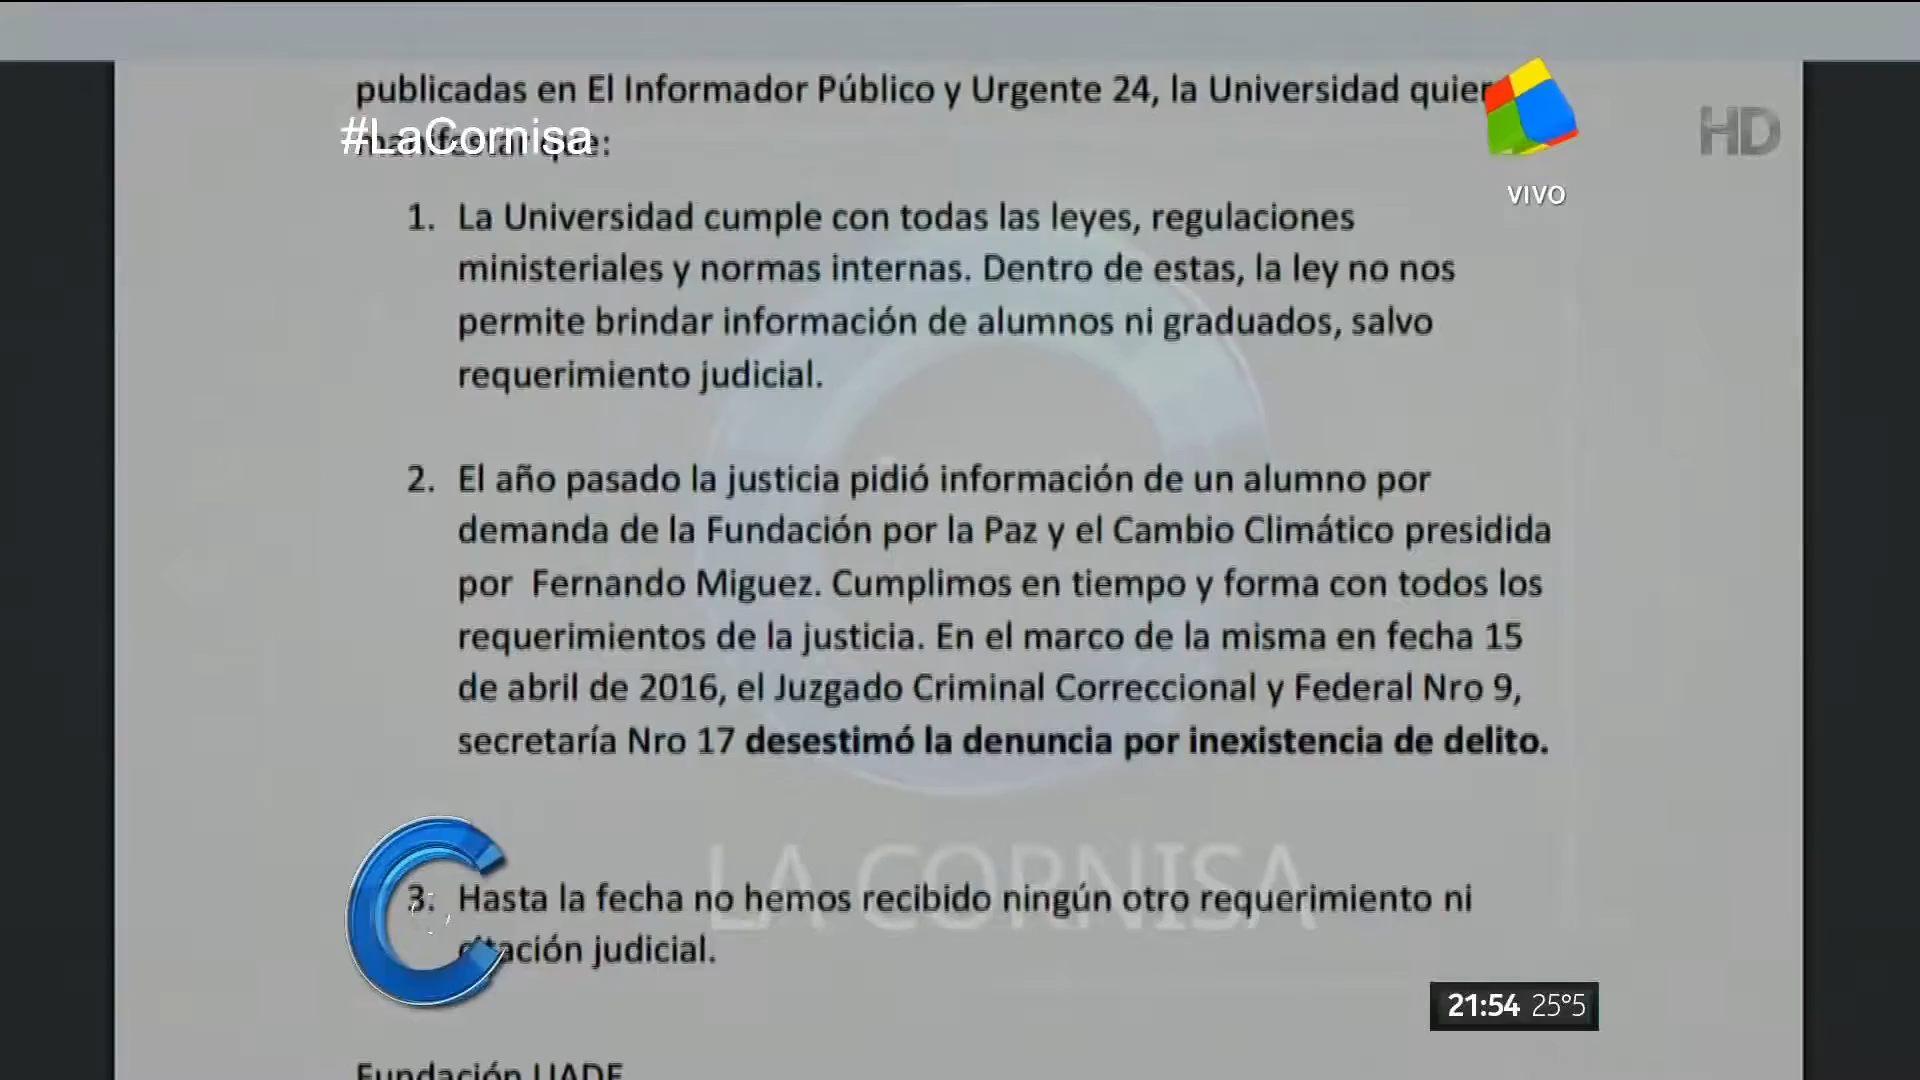 publicadas en El Informador Público y Urgente 24, la Universidad quier
#LaCornisa
manifestar que:
HD
VIVO
1. La Universidad cumple con todas las leyes, regulaciones
ministeriales y normas internas. Dentro de estas, la ley no nos
permite brindar información de alumnos ni graduados, salvo
requerimiento judicial.
2. El año pasado la justicia pidió información de un alumno por
demanda de la Fundación por la Paz y el Cambio Climático presidida
por Fernando Miguez. Cumplimos en tiempo y forma con todos los
requerimientos de la justicia. En el marco de la misma en fecha 15
de abril de 2016, el Juzgado Criminal Correccional y Federal Nro 9,
secretaría Nro 17 desestimó la denuncia por inexistencia de delito.
LA CORNISA
3. Hasta la fecha no hemos recibido ningún otro requerimiento ni
citación judicial.
21:54 25°5
Fundación UADE